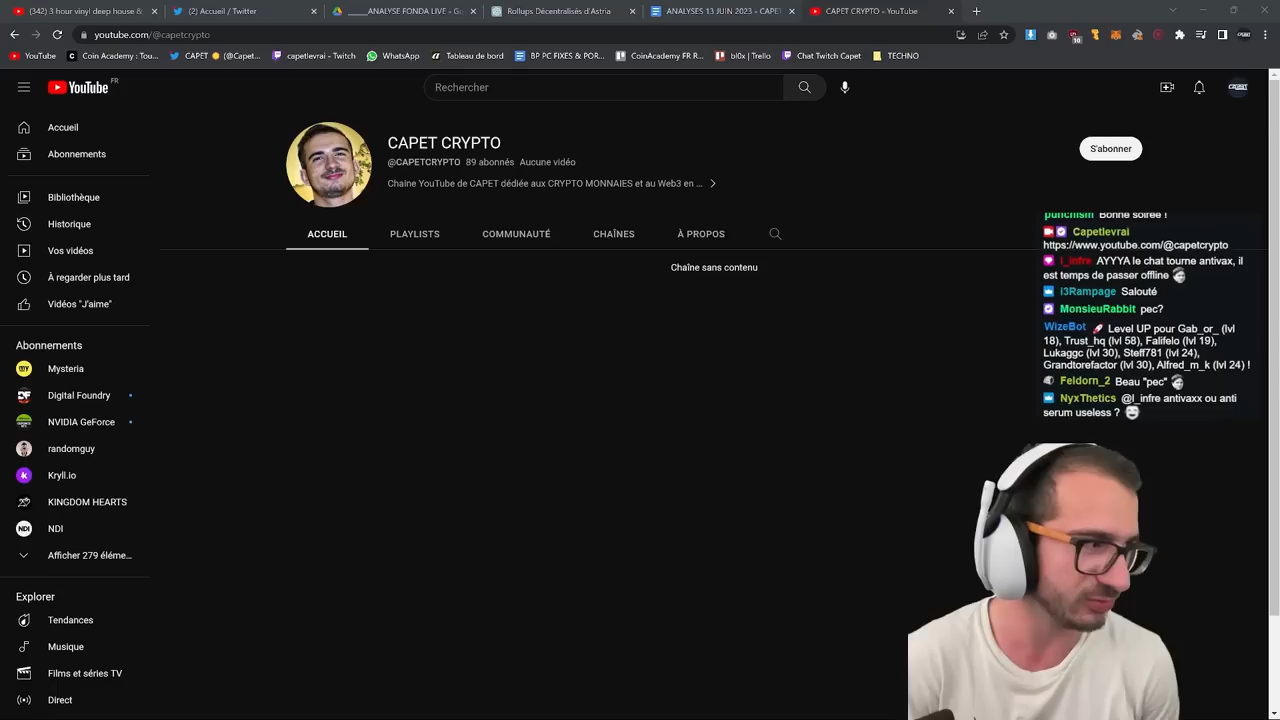 (342) 3 hour vinyl deep house &
(2) Accueil / Twitter
_____ANALYSE FONDA LIVE - Go
Rollups Décentralisés d'Astria
ANALYSES 13 JUIN 2023 – CAPET
CAPET CRYPTO – YouTube
youtube.com/@capetcrypto
10
YouTube
Coin Academy : Tou...
CAPET 🟡 (@Capet...
capetlevrai - Twitch
WhatsApp
Tableau de bord
BP PC FIXES & POR...
CoinAcademy FR R...
bl0x | Trello
Chat Twitch Capet
TECHNO
YouTube FR
Rechercher
Accueil
Abonnements
Bibliothèque
Historique
Vos vidéos
À regarder plus tard
Vidéos "J'aime"
Abonnements
Mysteria
Digital Foundry
NVIDIA GeForce
randomguy
Kryll.io
KINGDOM HEARTS
NDI
Afficher 279 éléme...
Explorer
Tendances
Musique
Films et séries TV
Direct
CAPET CRYPTO
@CAPETCRYPTO 89 abonnés Aucune vidéo
Chaine YouTube de CAPET dédiée aux CRYPTO MONNAIES et au Web3 en ...
S'abonner
ACCUEIL PLAYLISTS COMMUNAUTÉ CHAÎNES À PROPOS
Chaîne sans contenu
punchism Bonne soirée !
Capetlevrai
https://www.youtube.com/@capetcrypto
l_infre AYYYA le chat tourne antivax, il
est temps de passer offline
i3Rampage Salouté
MonsieuRabbit pec?
WizeBot 🚀 Level UP pour Gab_or_ (lvl
18), Trust_hq (lvl 58), Falifelo (lvl 19),
Lukaggc (lvl 30), Steff781 (lvl 24),
Grandtorefactor (lvl 30), Alfred_m_k (lvl 24) !
Feldorn_2 Beau "pec"
NyxThetics @l_infre antivaxx ou anti
serum useless ?